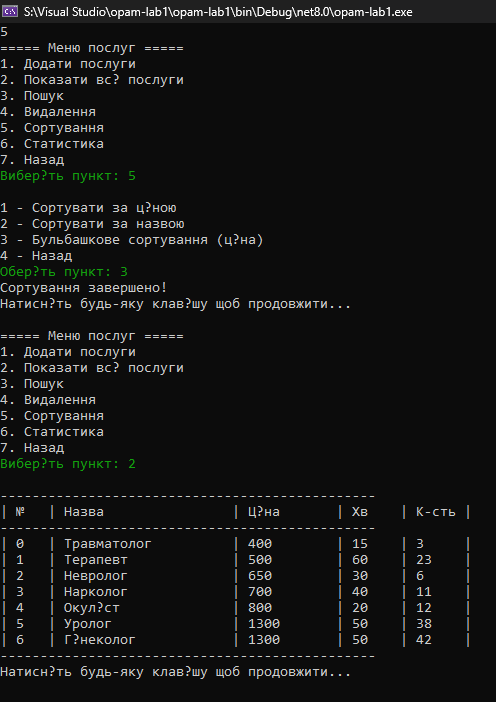 S:\Visual Studio\opam-lab1\opam-lab1\bin\Debug\net8.0\opam-lab1.exe
5
===== Меню послуг =====
1. Додати послуги
2. Показати вс? послуги
3. Пошук
4. Видалення
5. Сортування
6. Статистика
7. Назад
Вибер?ть пункт: 5
1 - Сортувати за ц?ною
2 - Сортувати за назвою
3 - Бульбашкове сортування (ц?на)
4 - Назад
Обер?ть пункт: 3
Сортування завершено!
Натисн?ть будь-яку клав?шу щоб продовжити...
===== Меню послуг =====
1. Додати послуги
2. Показати вс? послуги
3. Пошук
4. Видалення
5. Сортування
6. Статистика
7. Назад
Вибер?ть пункт: 2
-----------------------------------------------
| № | Назва | Ц?на | Хв | К-сть |
-----------------------------------------------
| 0 | Травматолог | 400 | 15 | 3 |
| 1 | Терапевт | 500 | 60 | 23 |
| 2 | Невролог | 650 | 30 | 6 |
| 3 | Нарколог | 700 | 40 | 11 |
| 4 | Окул?ст | 800 | 20 | 12 |
| 5 | Уролог | 1300 | 50 | 38 |
| 6 | Г?неколог | 1300 | 50 | 42 |
-----------------------------------------------
Натисн?ть будь-яку клав?шу щоб продовжити...